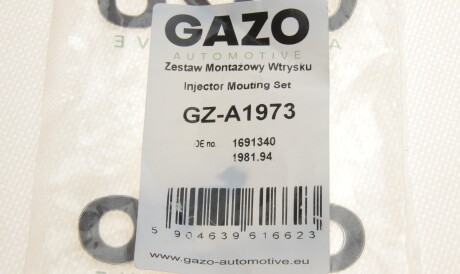 GAZO
AUTOMOTIVE
Zestaw Montażowy Wtrysku
Injector Mouting Set
GZ-A1973
OE no. 1691340
1981.94
5 904639 616623
www.gazo-automotive.eu